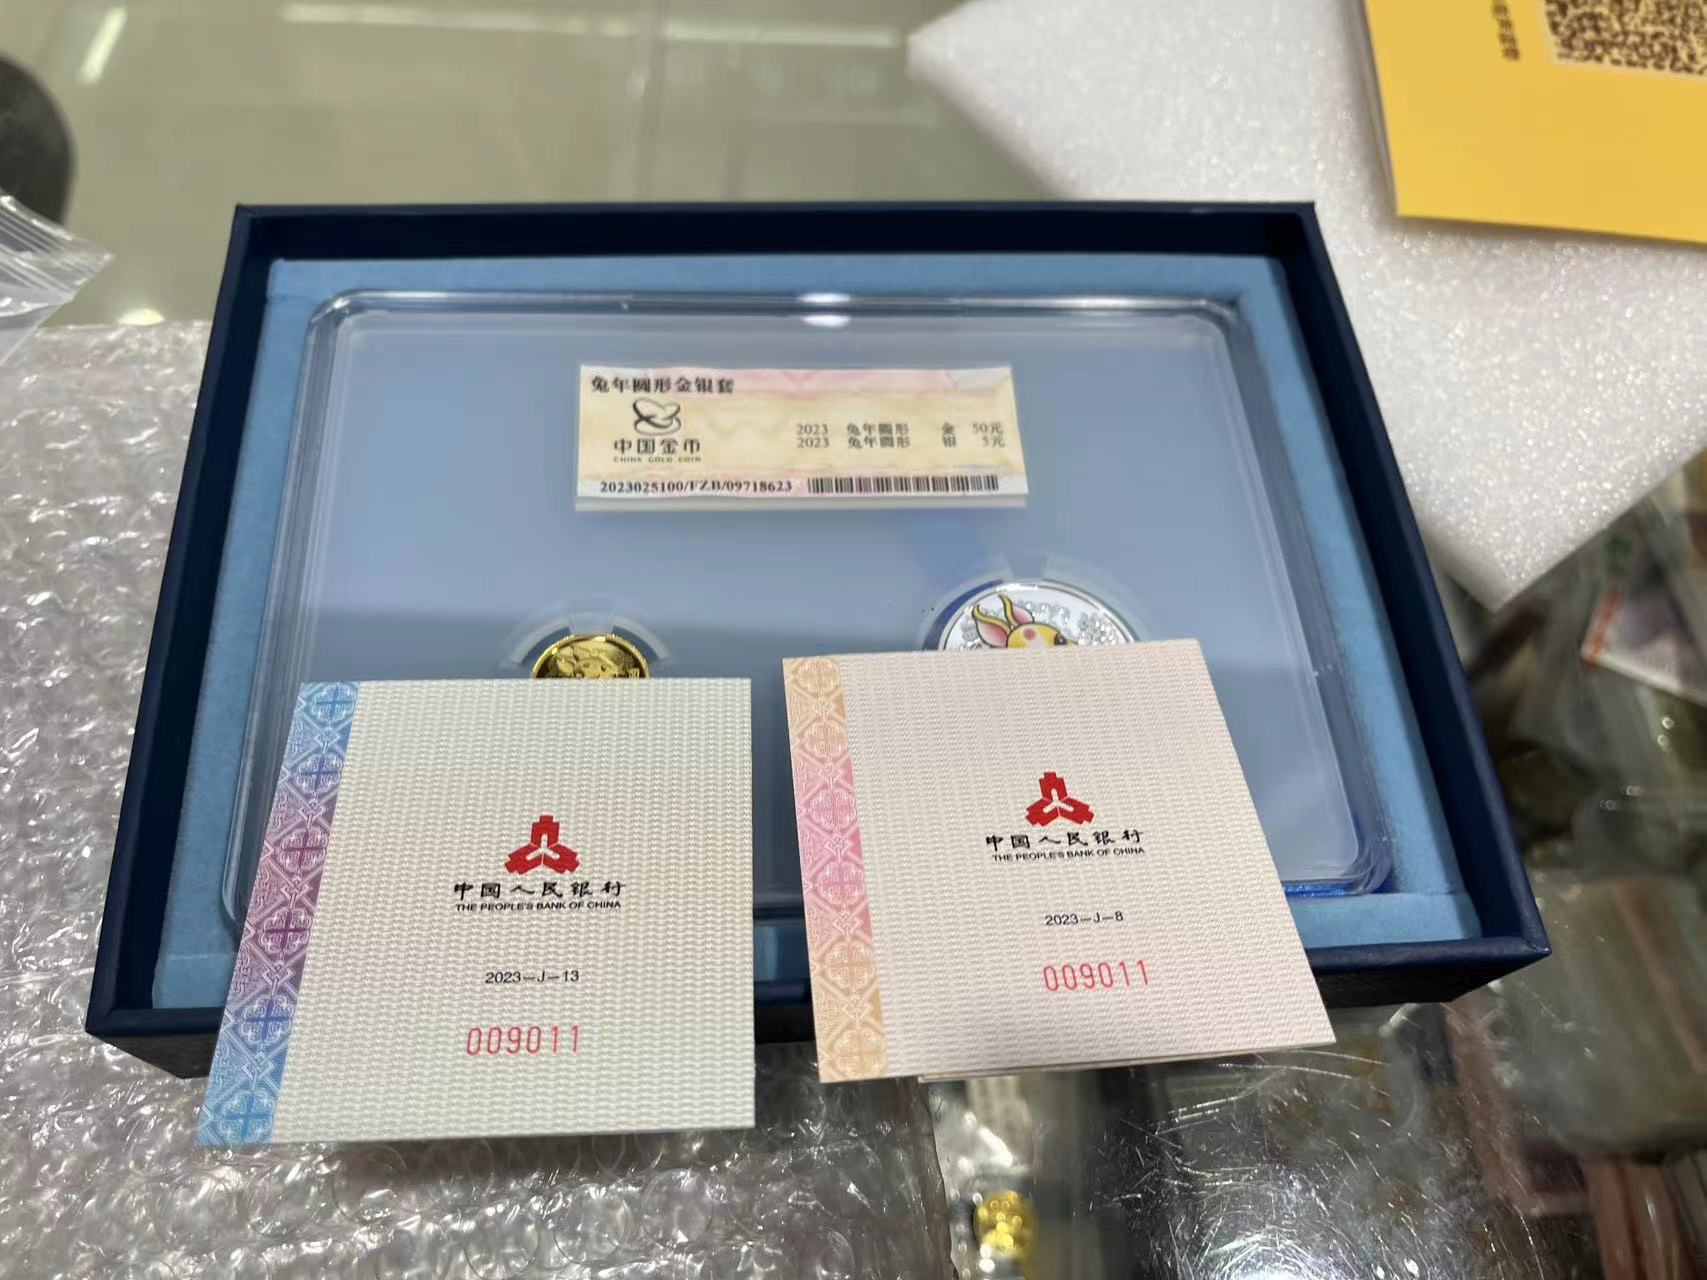 兔年圆形金银套
中国金币
CHINA GOLD COIN
2023 兔年圆形 金 50元
2023 兔年圆形 银 5元
2023025100/FZB/09718623
中国人民银行
THE PEOPLE'S BANK OF CHINA
2023-J-13
009011
中国人民银行
THE PEOPLE'S BANK OF CHINA
2023-J-8
009011